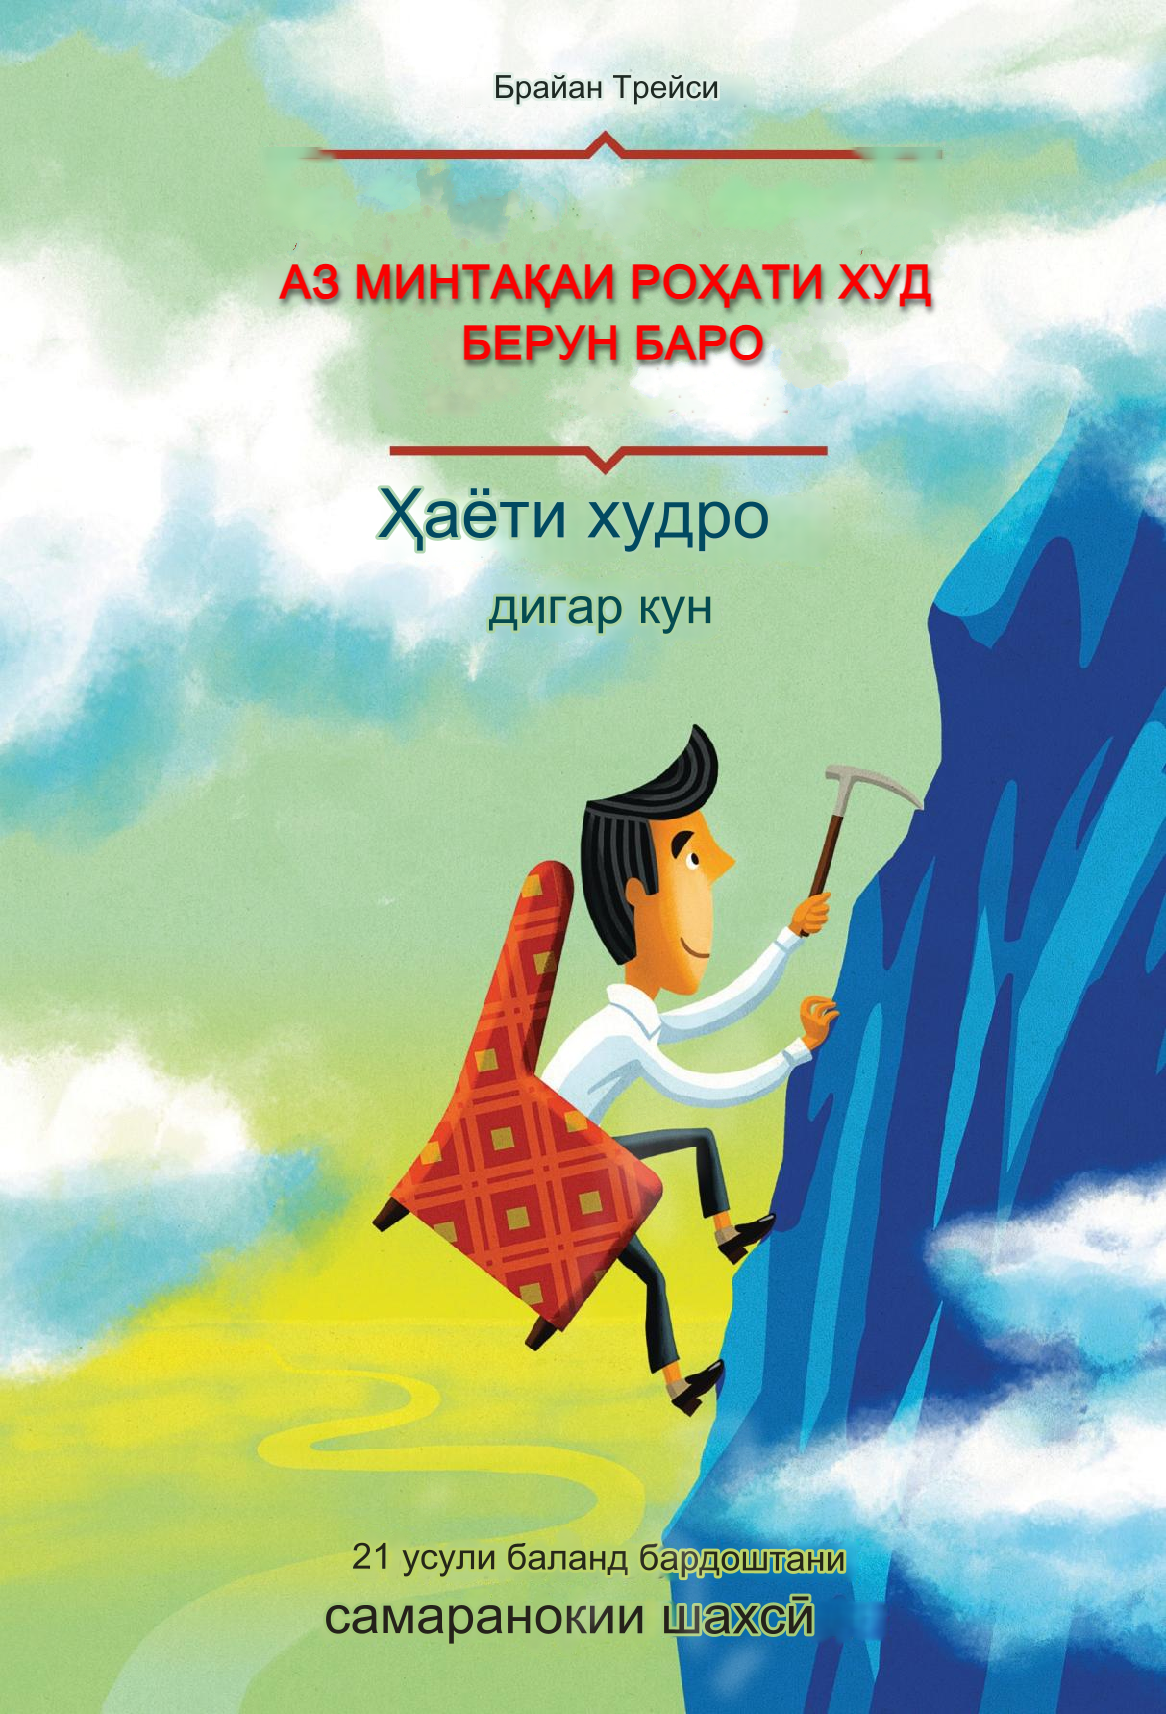 Брайан Трейси
АЗ МИНТАҚАИ РОҲАТИ ХУД
БЕРУН БАРО
Ҳаёти худро
дигар кун
21 усули баланд бардоштани
самаранокии шахсӣ